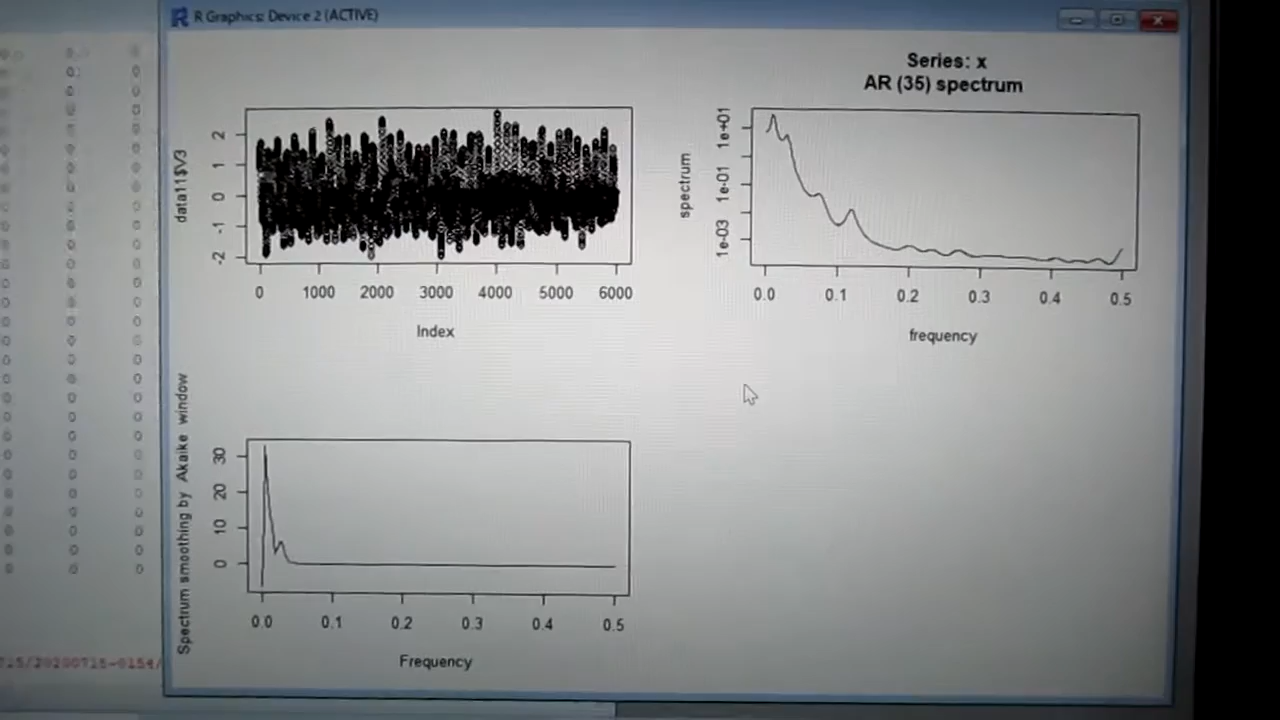 R Graphics: Device 2 (ACTIVE)
data11$V3
2
1
0
-1
-2
0 1000 2000 3000 4000 5000 6000
Index
Series: x
AR (35) spectrum
spectrum
1e+01
1e-01
1e-03
0.0 0.1 0.2 0.3 0.4 0.5
frequency
Spectrum smoothing by Akaike window
30
20
10
0
0.0 0.1 0.2 0.3 0.4 0.5
Frequency